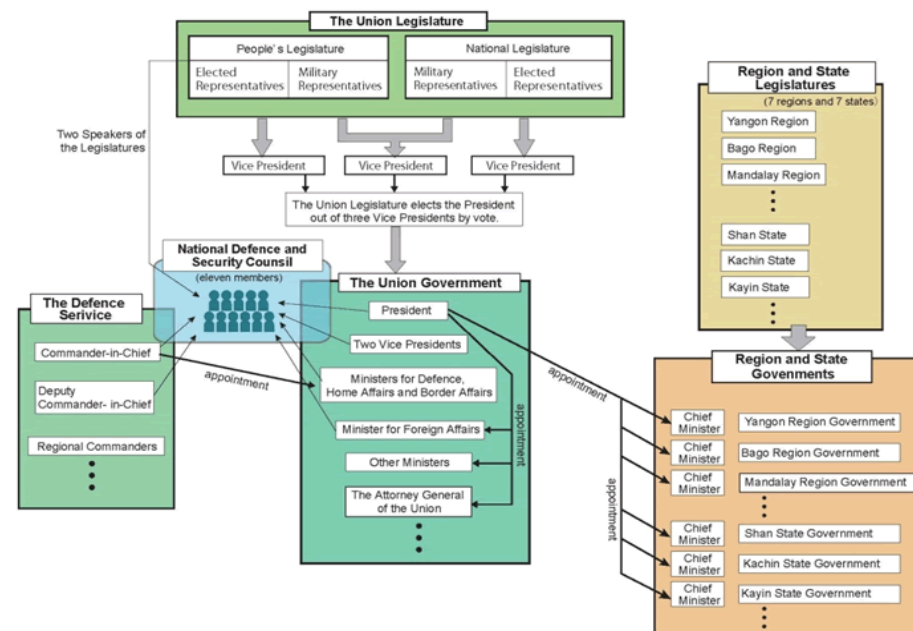 The Union Legislature
People's Legislature
National Legislature
Elected
Representatives
Military
Representatives
Military
Representatives
Elected
Representatives
Two Speakers of
the Legislatures
Vice President
Vice President
Vice President
The Union Legislature elects the President
out of three Vice Presidents by vote.
National Defence and
Security Counsil
(eleven members)
The Defence
Serivice
Commander-in-Chief
Deputy
Commander- in-Chief
Regional Commanders
appointment
The Union Government
President
Two Vice Presidents
Ministers for Defence,
Home Affairs and Border Affairs
Minister for Foreign Affairs
Other Ministers
The Attorney General
of the Union
appointment
appointment
appointment
Region and State
Legislatures
(7 regions and 7 states)
Yangon Region
Bago Region
Mandalay Region
Shan State
Kachin State
Kayin State
Region and State
Govenments
Chief
Minister
Yangon Region Government
Chief
Minister
Bago Region Government
Chief
Minister
Mandalay Region Government
Chief
Minister
Shan State Government
Chief
Minister
Kachin State Government
Chief
Minister
Kayin State Government